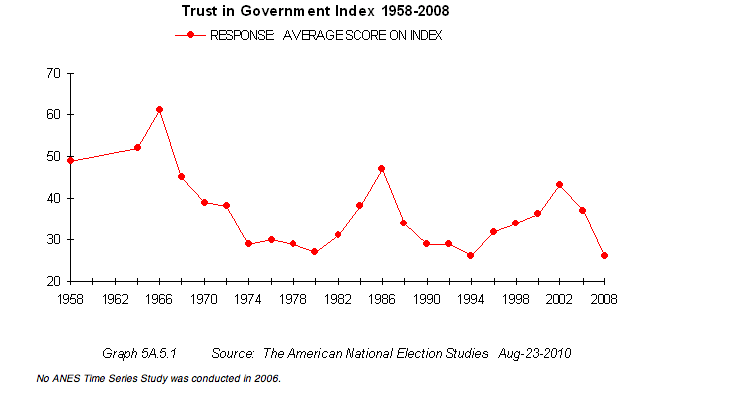 Trust in Government Index 1958-2008
RESPONSE: AVERAGE SCORE ON INDEX
70
60
50
40
30
20
1958 1962 1966 1970 1974 1978 1982 1986 1990 1994 1998 2002 2008
Graph 5A.5.1 Source: The American National Election Studies Aug-23-2010
No ANES Time Series Study was conducted in 2006.